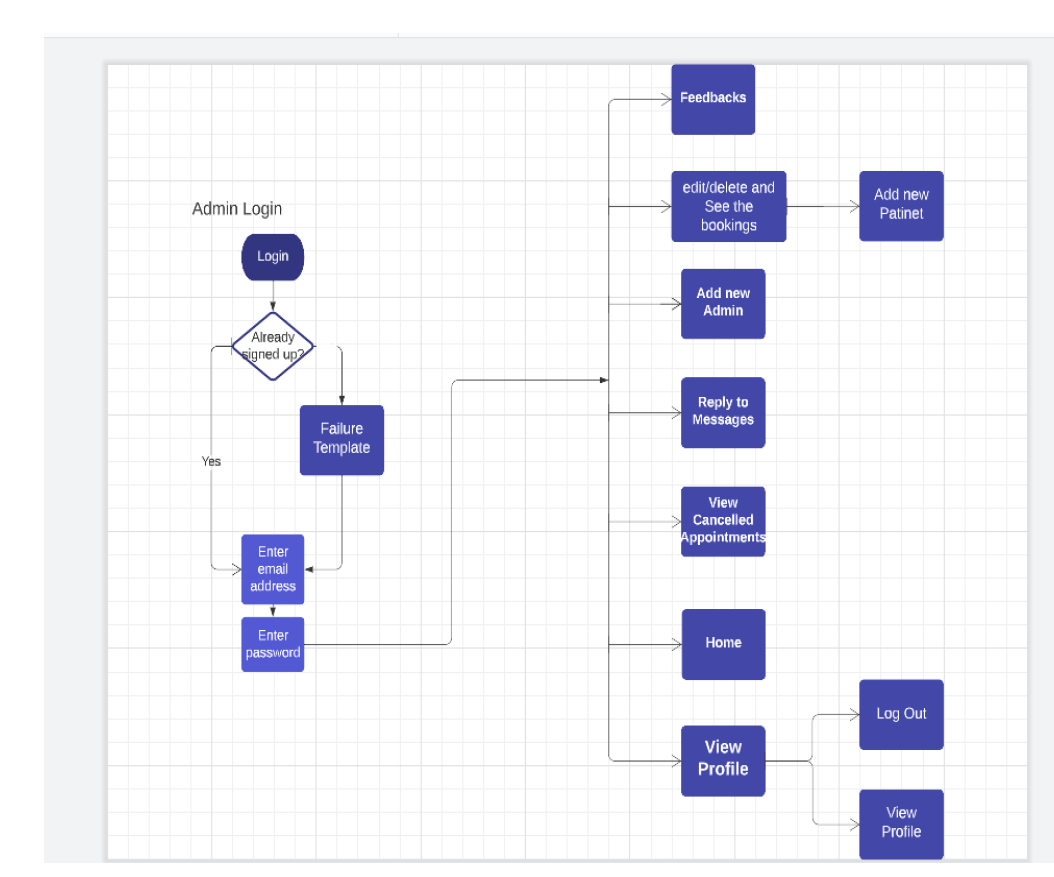 Admin Login
Login
Already
signed up?
Failure
Template
Yes
Enter
email
address
Enter
password
Feedbacks
edit/delete and
See the
bookings
Add new
Patinet
Add new
Admin
Reply to
Messages
View
Cancelled
Appointments
Home
View
Profile
Log Out
View
Profile